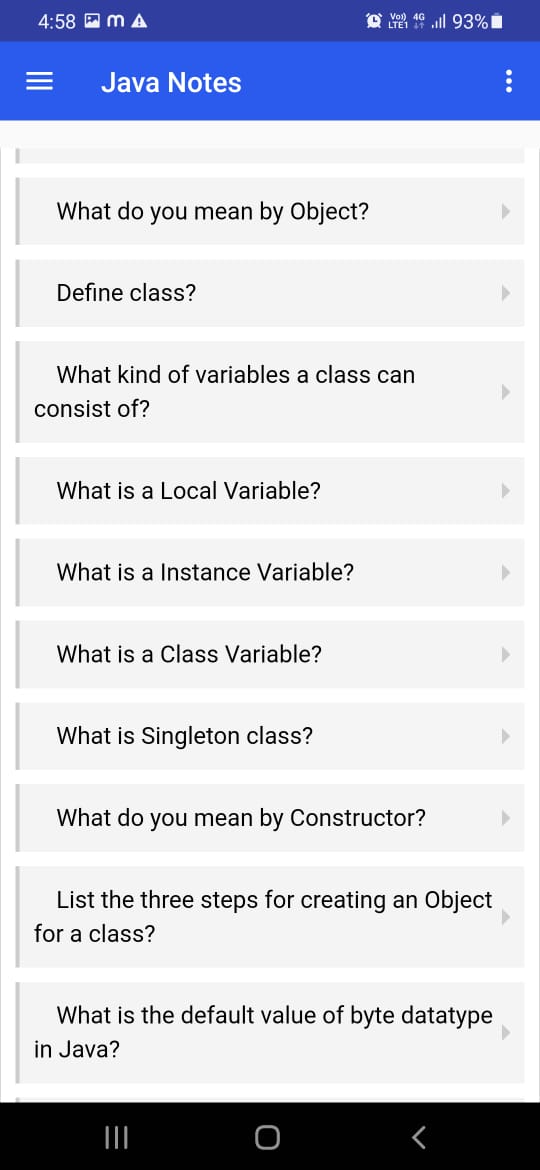 4:58 m Vo)) 4G LTE1 93%
Java Notes
What do you mean by Object?
Define class?
What kind of variables a class can
consist of?
What is a Local Variable?
What is a Instance Variable?
What is a Class Variable?
What is Singleton class?
What do you mean by Constructor?
List the three steps for creating an Object
for a class?
What is the default value of byte datatype
in Java?